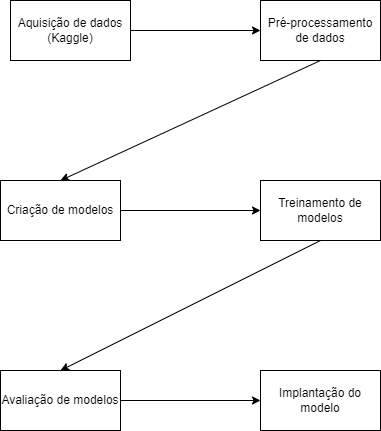 Aquisição de dados
(Kaggle)
Pré-processamento
de dados
Criação de modelos
Treinamento de
modelos
Avaliação de modelos
Implantação do
modelo